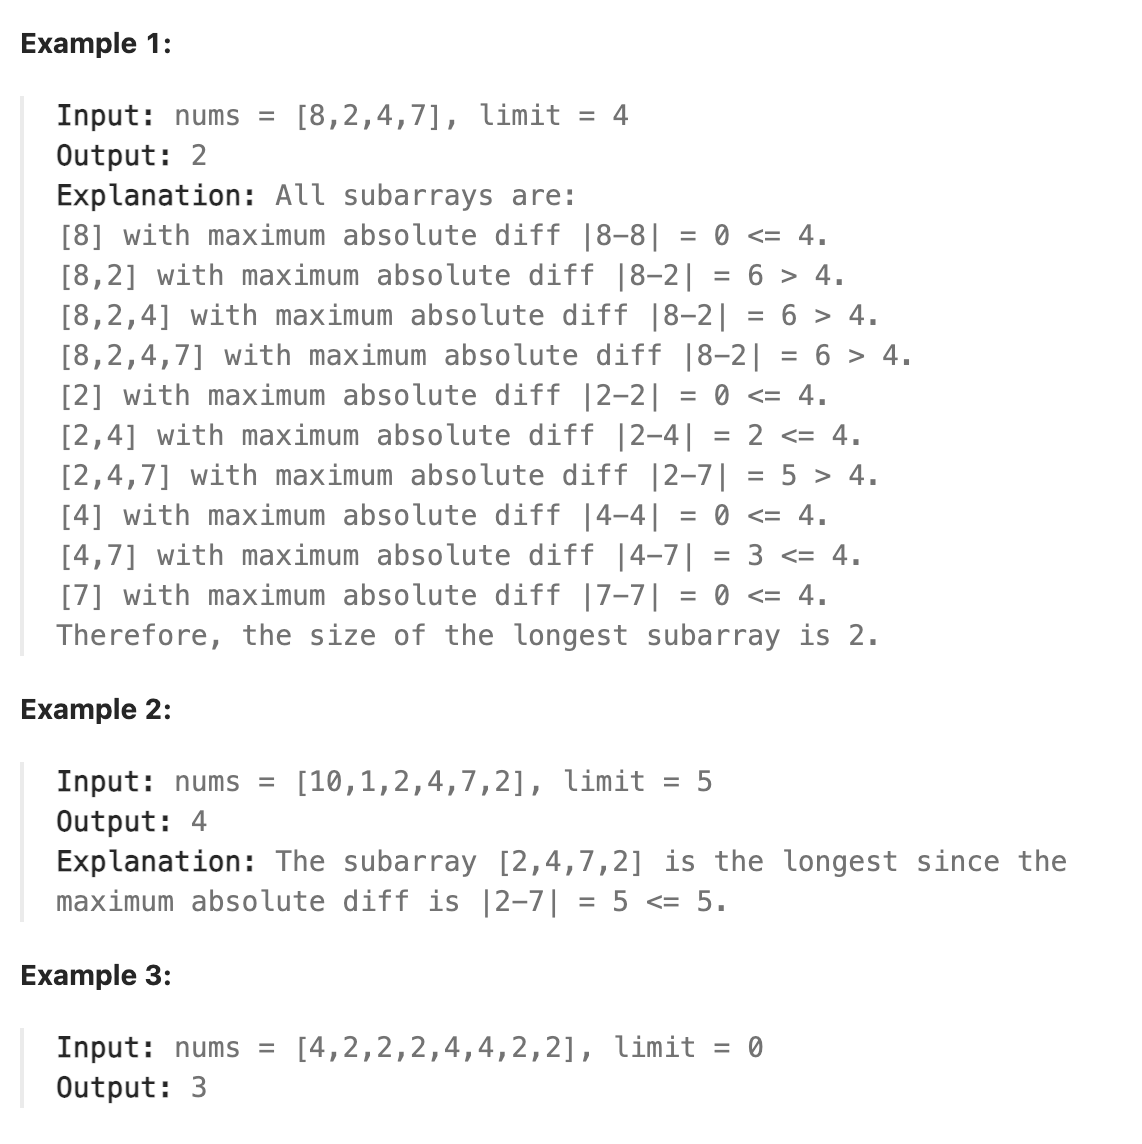 Example 1:
Input: nums = [8,2,4,7], limit = 4
Output: 2
Explanation: All subarrays are:
[8] with maximum absolute diff |8-8| = 0 <= 4.
[8,2] with maximum absolute diff |8-2| = 6 > 4.
[8,2,4] with maximum absolute diff |8-2| = 6 > 4.
[8,2,4,7] with maximum absolute diff |8-2| = 6 > 4.
[2] with maximum absolute diff |2-2| = 0 <= 4.
[2,4] with maximum absolute diff |2-4| = 2 <= 4.
[2,4,7] with maximum absolute diff |2-7| = 5 > 4.
[4] with maximum absolute diff |4-4| = 0 <= 4.
[4,7] with maximum absolute diff |4-7| = 3 <= 4.
[7] with maximum absolute diff |7-7| = 0 <= 4.
Therefore, the size of the longest subarray is 2.
Example 2:
Input: nums = [10,1,2,4,7,2], limit = 5
Output: 4
Explanation: The subarray [2,4,7,2] is the longest since the
maximum absolute diff is |2-7| = 5 <= 5.
Example 3:
Input: nums = [4,2,2,2,4,4,2,2], limit = 0
Output: 3